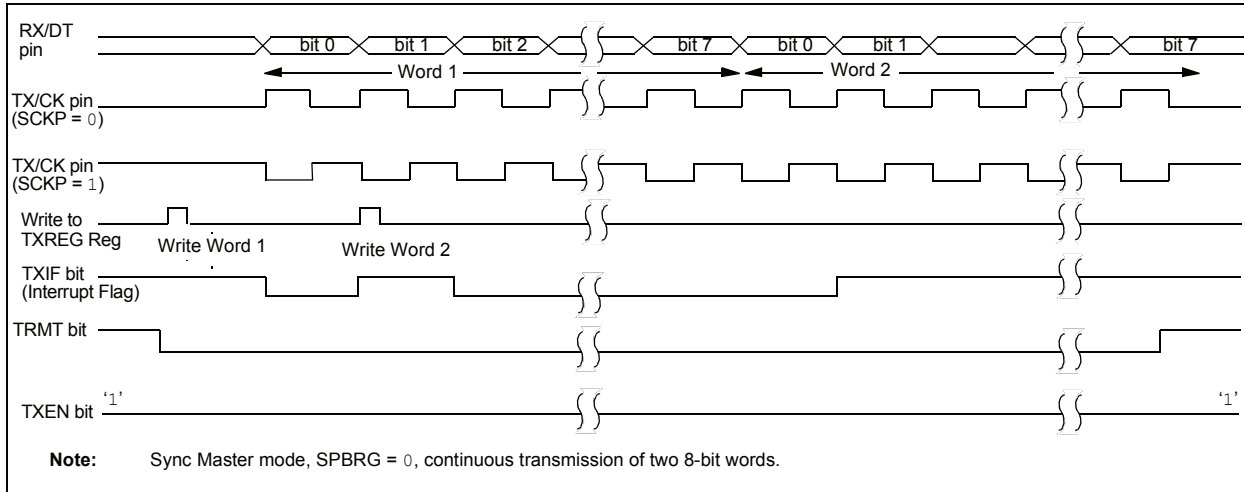 RX/DT
pin
bit 0 bit 1 bit 2 bit 7 bit 0 bit 1 bit 7
Word 1 Word 2
TX/CK pin
(SCKP = 0)
TX/CK pin
(SCKP = 1)
Write to
TXREG Reg
Write Word 1 Write Word 2
TXIF bit
(Interrupt Flag)
TRMT bit
TXEN bit ‘1’ ‘1’
Note: Sync Master mode, SPBRG = 0, continuous transmission of two 8-bit words.